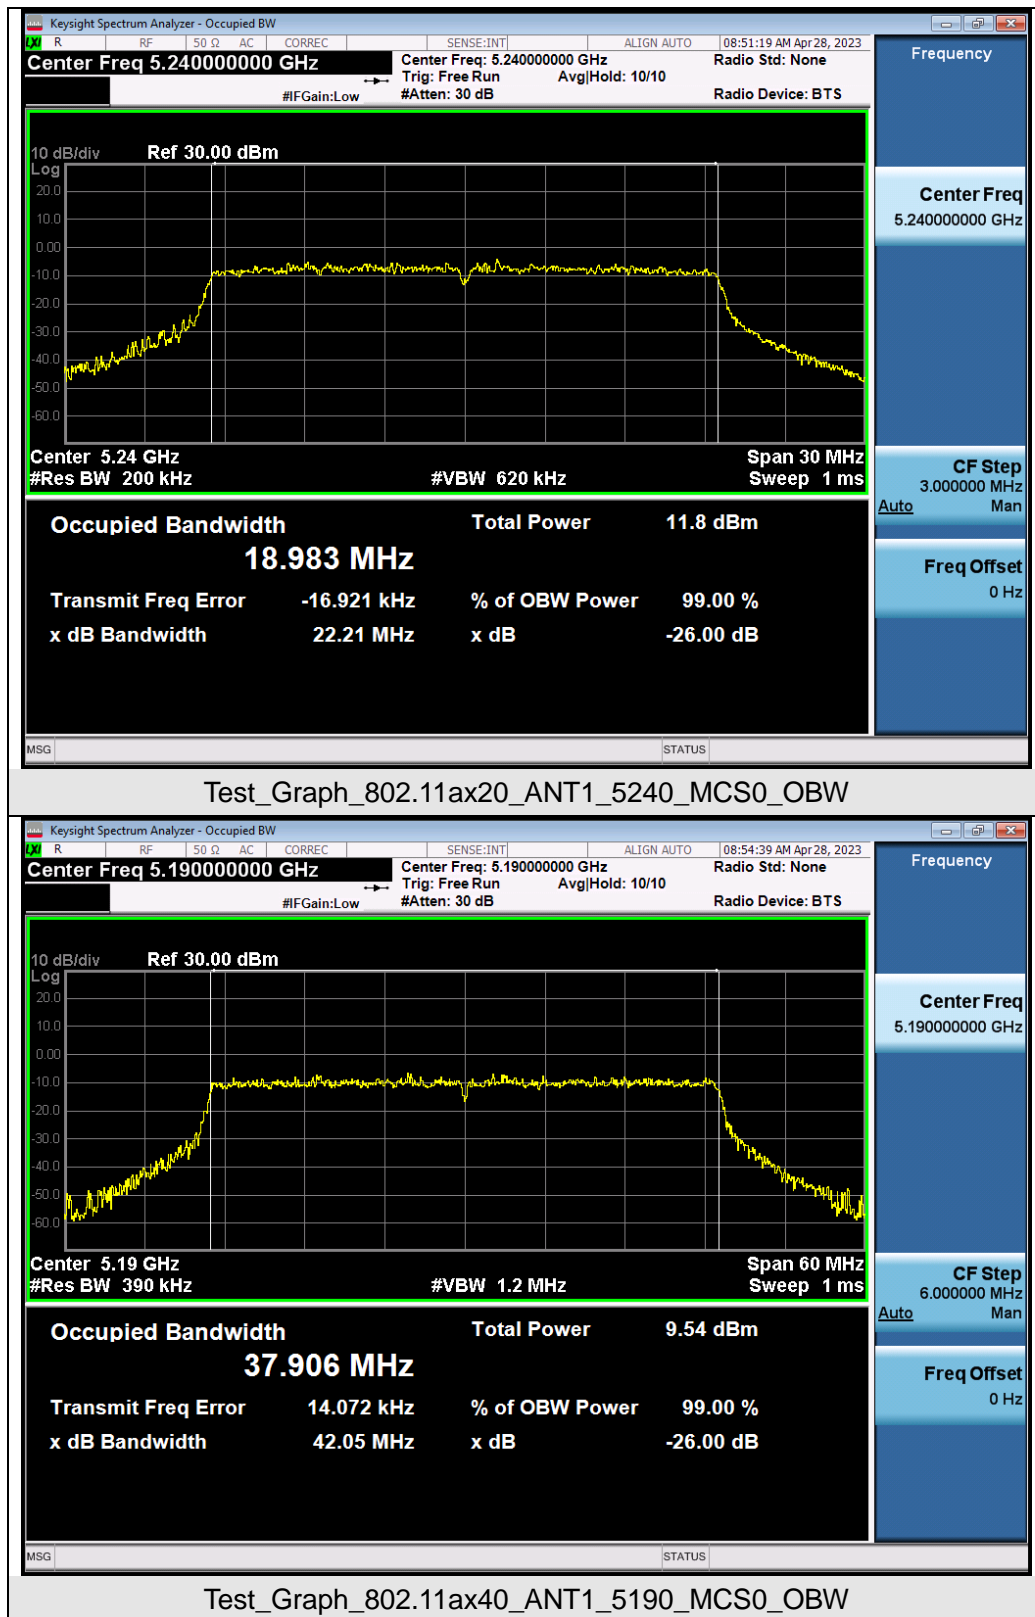 Keysight Spectrum Analyzer - Occupied BW
LXI R RF 50 Ω AC CORREC SENSE:INT ALIGN AUTO 08:51:19 AM Apr 28, 2023
Center Freq 5.240000000 GHz
Center Freq: 5.240000000 GHz
Radio Std: None
Trig: Free Run Avg|Hold: 10/10
#IFGain:Low
#Atten: 30 dB
Radio Device: BTS
Frequency
10 dB/div Ref 30.00 dBm
Log
20.0
10.0
0.00
-10.0
-20.0
-30.0
-40.0
-50.0
-60.0
Center Freq
5.240000000 GHz
Center 5.24 GHz Span 30 MHz
#Res BW 200 kHz #VBW 620 kHz Sweep 1 ms
CF Step
3.000000 MHz
Auto Man
Occupied Bandwidth Total Power 11.8 dBm
18.983 MHz
Transmit Freq Error -16.921 kHz % of OBW Power 99.00 %
x dB Bandwidth 22.21 MHz x dB -26.00 dB
Freq Offset
0 Hz
MSG STATUS
Test_Graph_802.11ax20_ANT1_5240_MCS0_OBW
Keysight Spectrum Analyzer - Occupied BW
LXI R RF 50 Ω AC CORREC SENSE:INT ALIGN AUTO 08:54:39 AM Apr 28, 2023
Center Freq 5.190000000 GHz
Center Freq: 5.190000000 GHz
Radio Std: None
Trig: Free Run Avg|Hold: 10/10
#IFGain:Low
#Atten: 30 dB
Radio Device: BTS
Frequency
10 dB/div Ref 30.00 dBm
Log
20.0
10.0
0.00
-10.0
-20.0
-30.0
-40.0
-50.0
-60.0
Center Freq
5.190000000 GHz
Center 5.19 GHz Span 60 MHz
#Res BW 390 kHz #VBW 1.2 MHz Sweep 1 ms
CF Step
6.000000 MHz
Auto Man
Occupied Bandwidth Total Power 9.54 dBm
37.906 MHz
Transmit Freq Error 14.072 kHz % of OBW Power 99.00 %
x dB Bandwidth 42.05 MHz x dB -26.00 dB
Freq Offset
0 Hz
MSG STATUS
Test_Graph_802.11ax40_ANT1_5190_MCS0_OBW